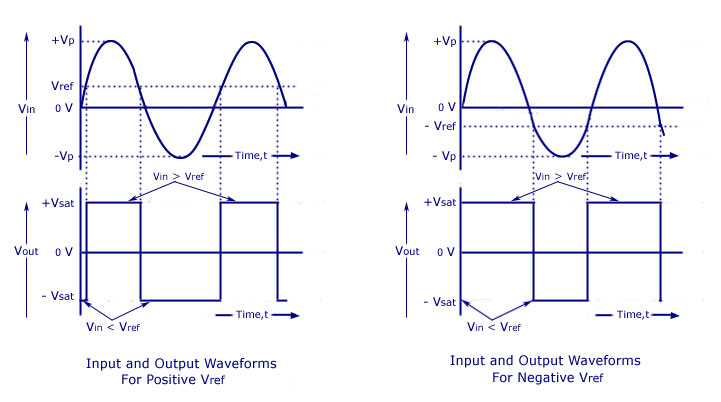 +Vp
Vref
Vin
0 V
-Vp
Time,t
Vin > Vref
+Vsat
Vout
0 V
- Vsat
Time,t
Vin < Vref
Input and Output Waveforms
For Positive Vref
+Vp
Vin
0 V
- Vref
- Vp
Time,t
Vin > Vref
+Vsat
Vout
0 V
- Vsat
Time,t
Vin < Vref
Input and Output Waveforms
For Negative Vref